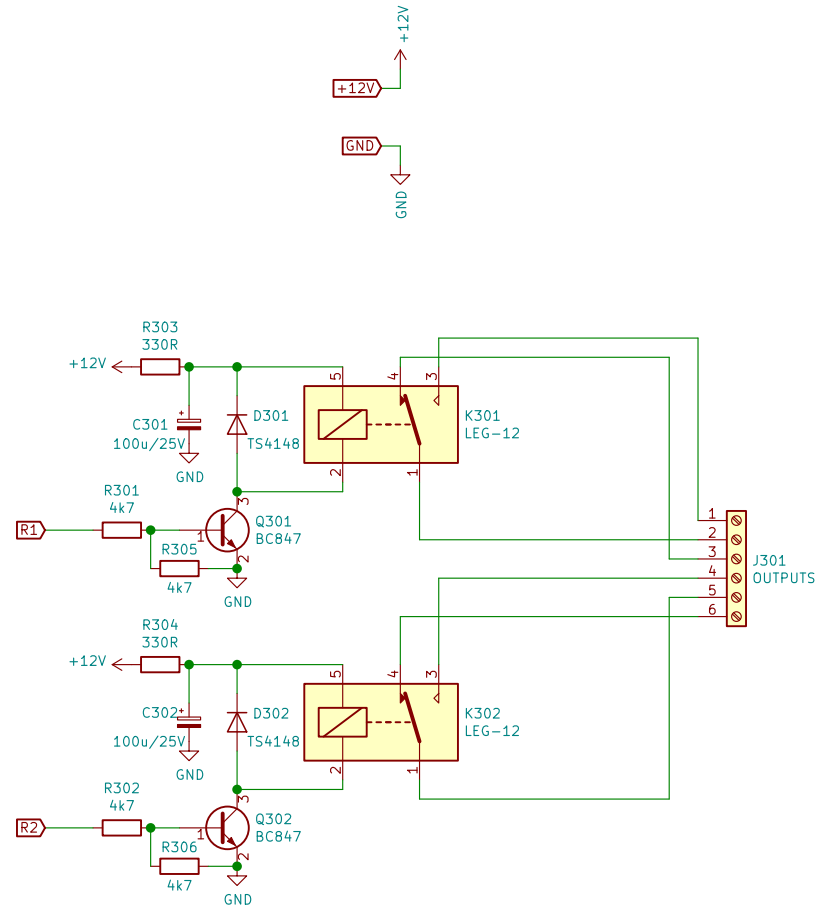 +12V
+12V
GND
GND
R303
330R
+12V
5
4
3
C301
100u/25V
+
D301
TS4148
K301
LEG-12
GND
2
1
R301
4k7
3
R1
1
Q301
BC847
R305
2
4k7
GND
1
2
3
4
5
6
J301
OUTPUTS
R304
330R
+12V
5
4
3
C302
100u/25V
+
D302
TS4148
K302
LEG-12
GND
2
1
R302
4k7
3
R2
1
Q302
BC847
R306
2
4k7
GND